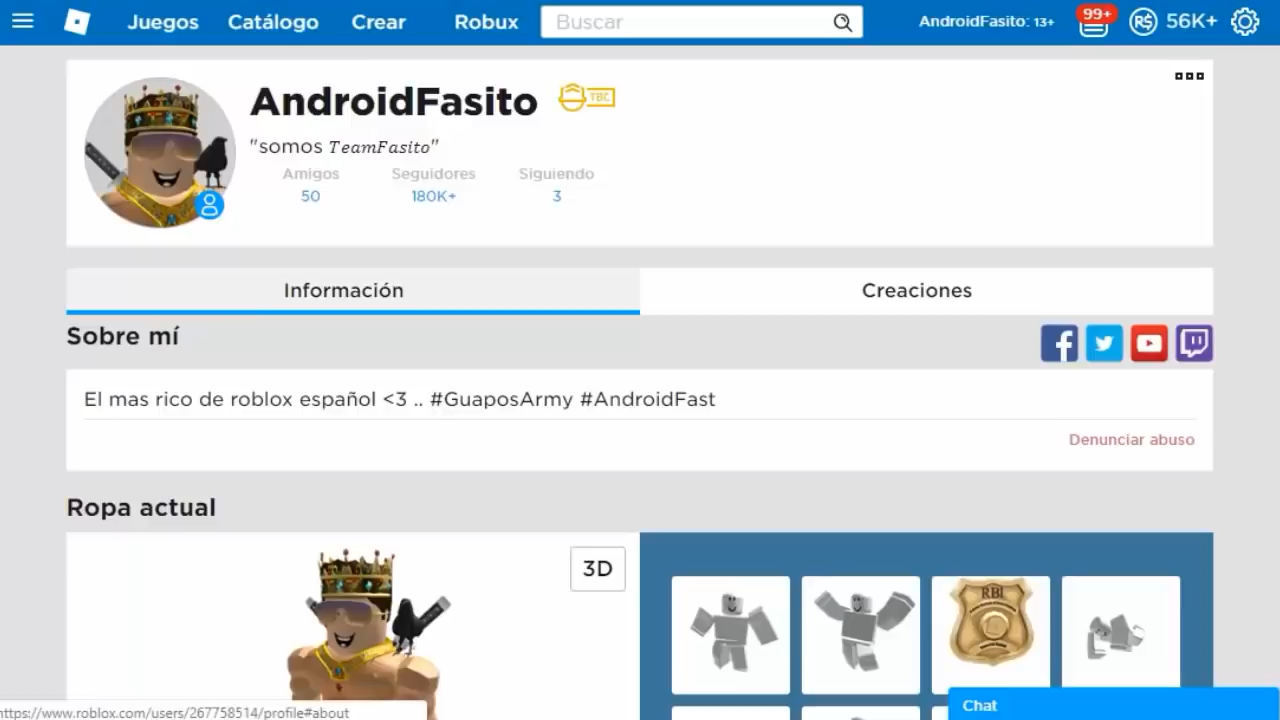 Juegos Catálogo Crear Robux Buscar AndroidFasito: 13+ 99+ R$ 56K+
AndroidFasito TBC
"somos TeamFasito"
Amigos Seguidores Siguiendo
50 180K+ 3
Información Creaciones
Sobre mí
El mas rico de roblox español <3 .. #GuaposArmy #AndroidFast
Denunciar abuso
Ropa actual
3D
RBI
Chat
https://www.roblox.com/users/267758514/profile#about